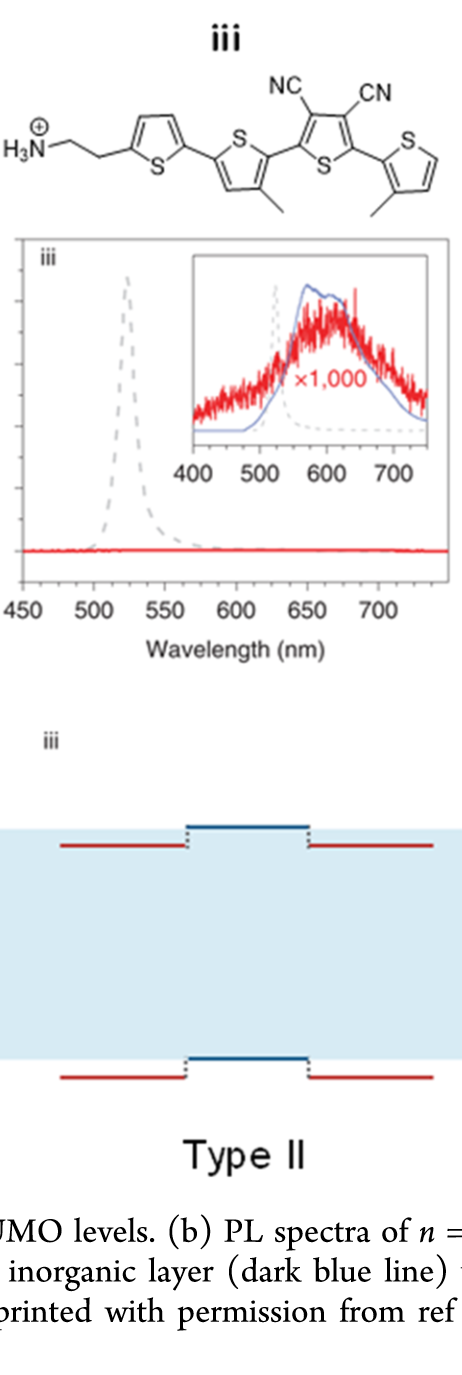 iii
NC CN
⊕
H₃N S S S S
iii
×1,000
400 500 600 700
450 500 550 600 650 700
Wavelength (nm)
iii
Type II
UMO levels. (b) PL spectra of n =
inorganic layer (dark blue line)
printed with permission from ref